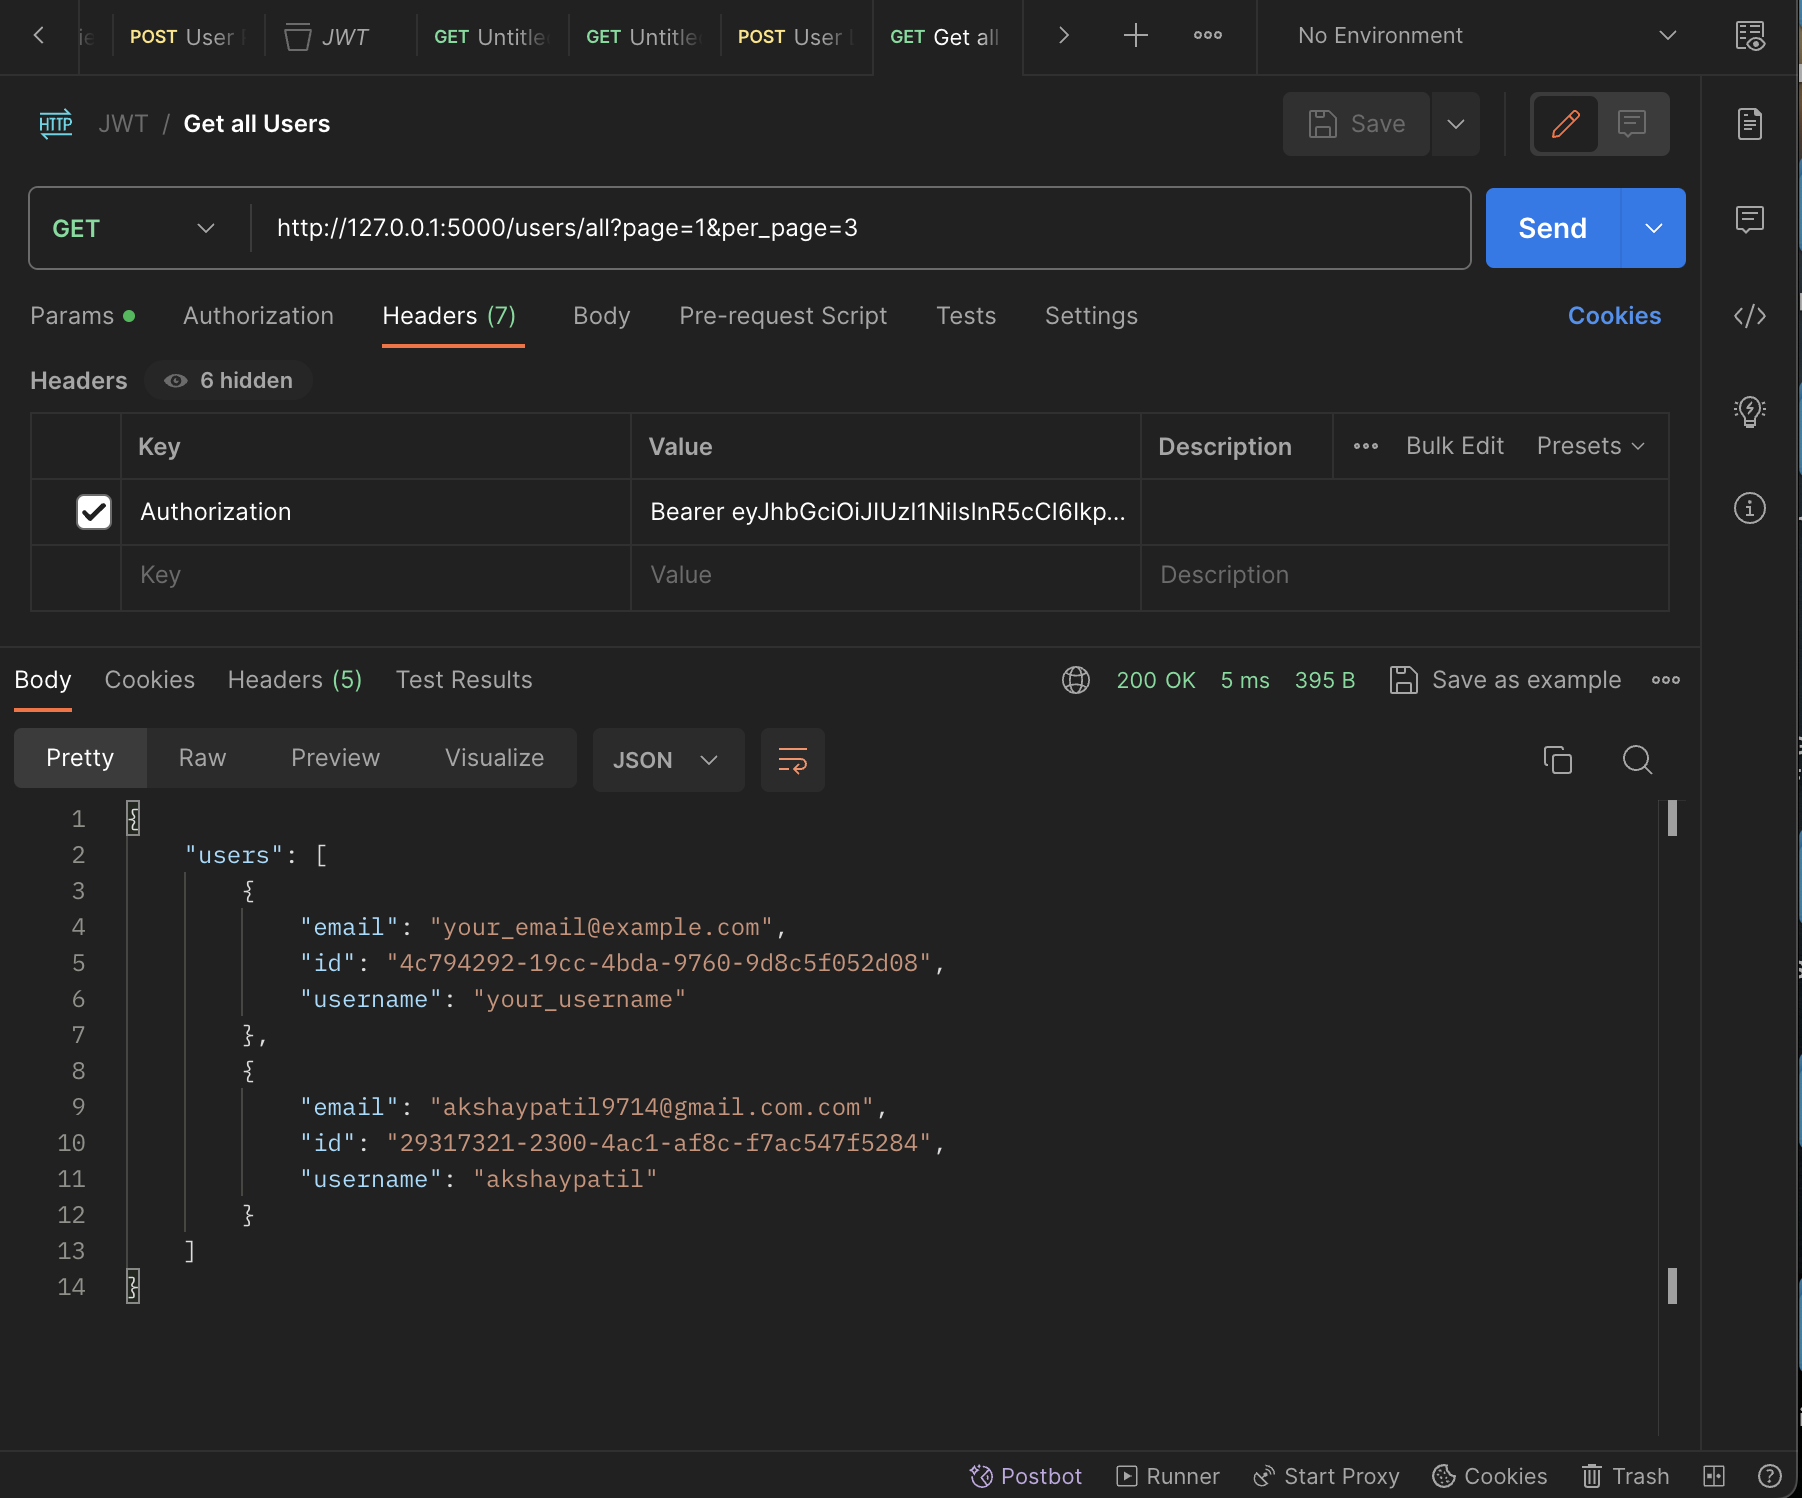 POST User
JWT
GET Untitle
GET Untitle
POST User
GET Get all
No Environment
HTTP JWT / Get all Users
Save
GET http://127.0.0.1:5000/users/all?page=1&per_page=3
Send
Params Authorization Headers (7) Body Pre-request Script Tests Settings Cookies
Headers 6 hidden
Key Value Description Bulk Edit Presets
Authorization Bearer eyJhbGciOiJIUzI1NiIsInR5cCI6Ikp...
Key Value Description
Body Cookies Headers (5) Test Results 200 OK 5 ms 395 B Save as example
Pretty Raw Preview Visualize JSON
1 {
2 "users": [
3 {
4 "email": "your_email@example.com",
5 "id": "4c794292-19cc-4bda-9760-9d8c5f052d08",
6 "username": "your_username"
7 },
8 {
9 "email": "akshaypatil9714@gmail.com.com",
10 "id": "29317321-2300-4ac1-af8c-f7ac547f5284",
11 "username": "akshaypatil"
12 }
13 ]
14 }
Postbot Runner Start Proxy Cookies Trash